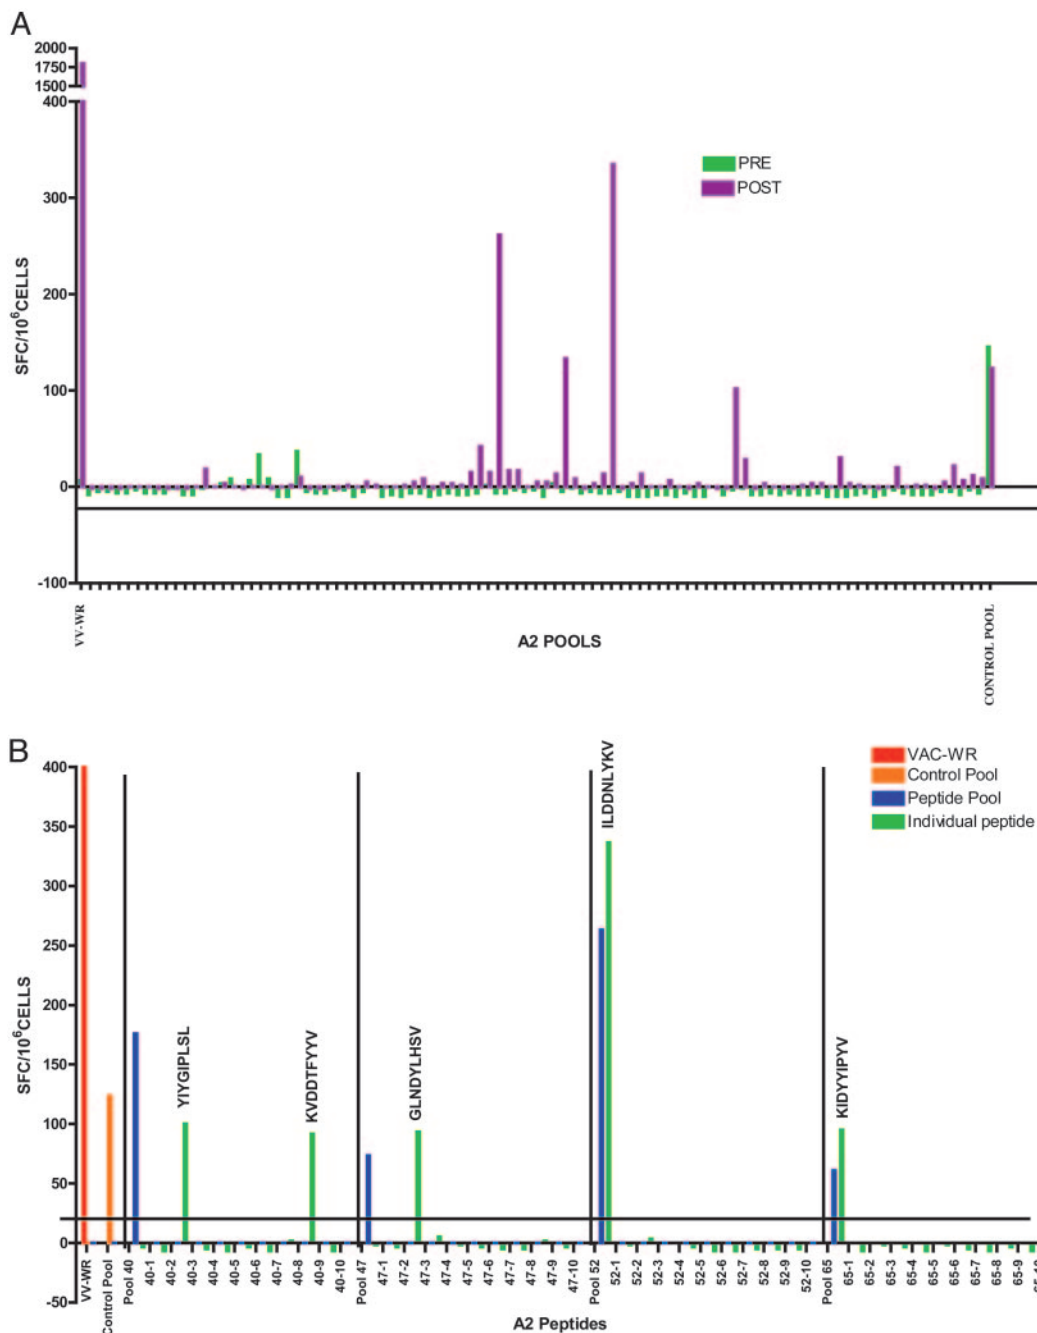 A
2000
1750
1500
400
300
200
100
0
-100
SFC/10⁶CELLS
PRE
POST
VV-WR
A2 POOLS
CONTROL POOL
B
400
350
300
250
200
150
100
50
0
-50
SFC/10⁶CELLS
VAC-WR
Control Pool
Peptide Pool
Individual peptide
YIYGIPLSL
KVDDTFYYV
GLNDYLHSV
ILDDNLYKV
KIDYYIPYV
VV-WR
Control Pool
Pool 40
40-1
40-2
40-3
40-4
40-5
40-6
40-7
40-8
40-9
40-10
Pool 47
47-1
47-2
47-3
47-4
47-5
47-6
47-7
47-8
47-9
47-10
Pool 52
52-1
52-2
52-3
52-4
52-5
52-6
52-7
52-8
52-9
52-10
Pool 65
65-1
65-2
65-3
65-4
65-5
65-6
65-7
65-8
65-9
65-10
A2 Peptides